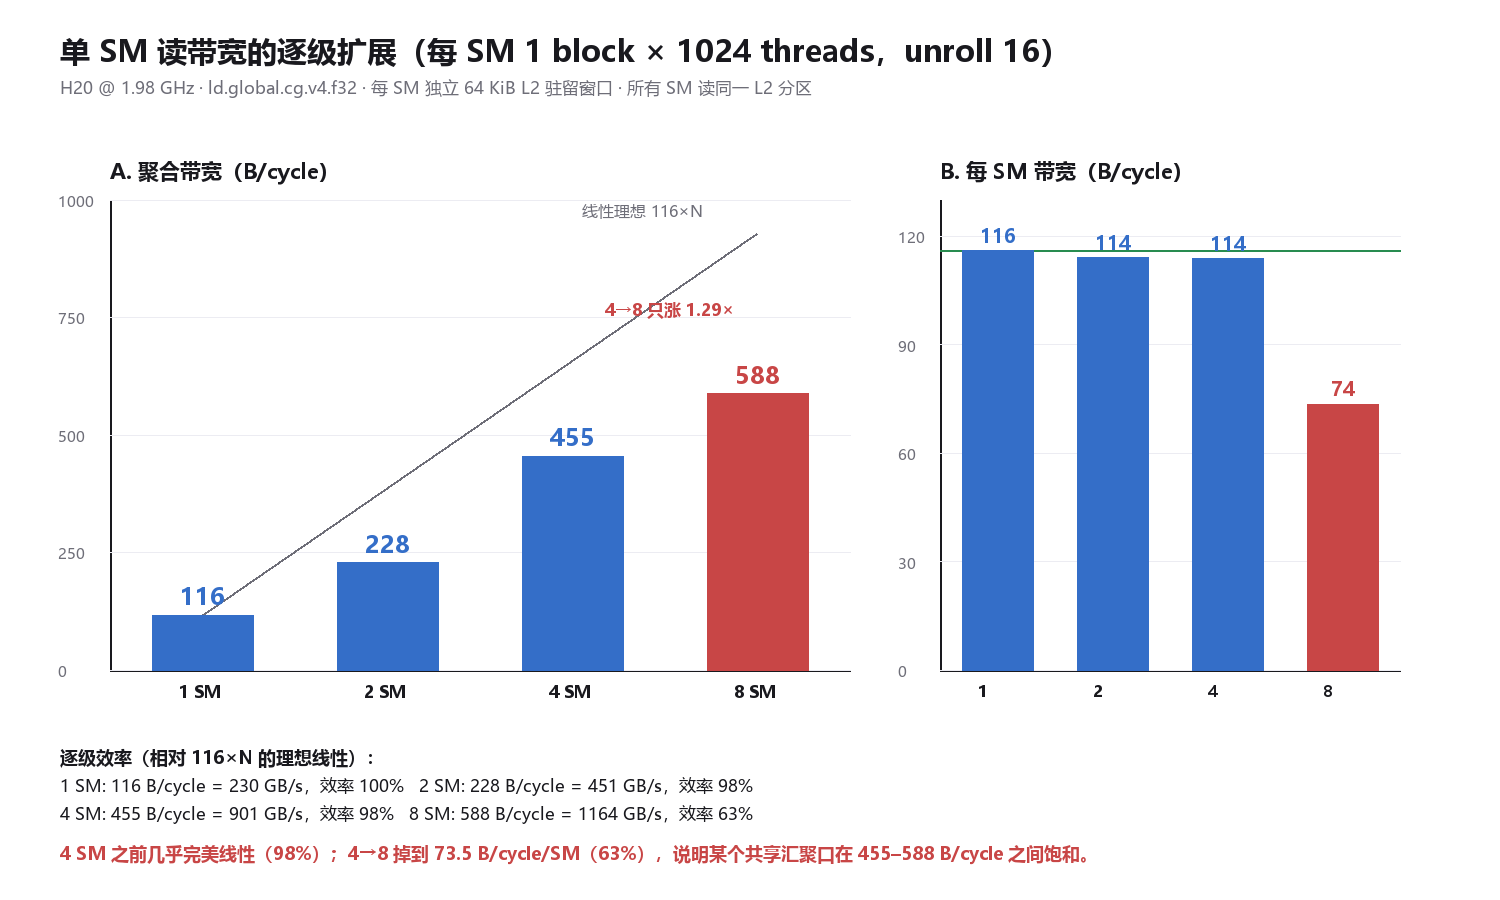 单 SM 读带宽的逐级扩展（每 SM 1 block × 1024 threads，unroll 16）
H20 @ 1.98 GHz · ld.global.cg.v4.f32 · 每 SM 独立 64 KiB L2 驻留窗口 · 所有 SM 读同一 L2 分区
A. 聚合带宽（B/cycle）
1000
750
500
250
0
线性理想 116×N
4→8 只涨 1.29×
116
228
455
588
1 SM
2 SM
4 SM
8 SM
B. 每 SM 带宽（B/cycle）
120
90
60
30
0
116
114
114
74
1
2
4
8
逐级效率（相对 116×N 的理想线性）:
1 SM: 116 B/cycle = 230 GB/s，效率 100%   2 SM: 228 B/cycle = 451 GB/s，效率 98%
4 SM: 455 B/cycle = 901 GB/s，效率 98%   8 SM: 588 B/cycle = 1164 GB/s，效率 63%
4 SM 之前几乎完美线性（98%）; 4→8 掉到 73.5 B/cycle/SM（63%），说明某个共享汇聚口在 455–588 B/cycle 之间饱和。